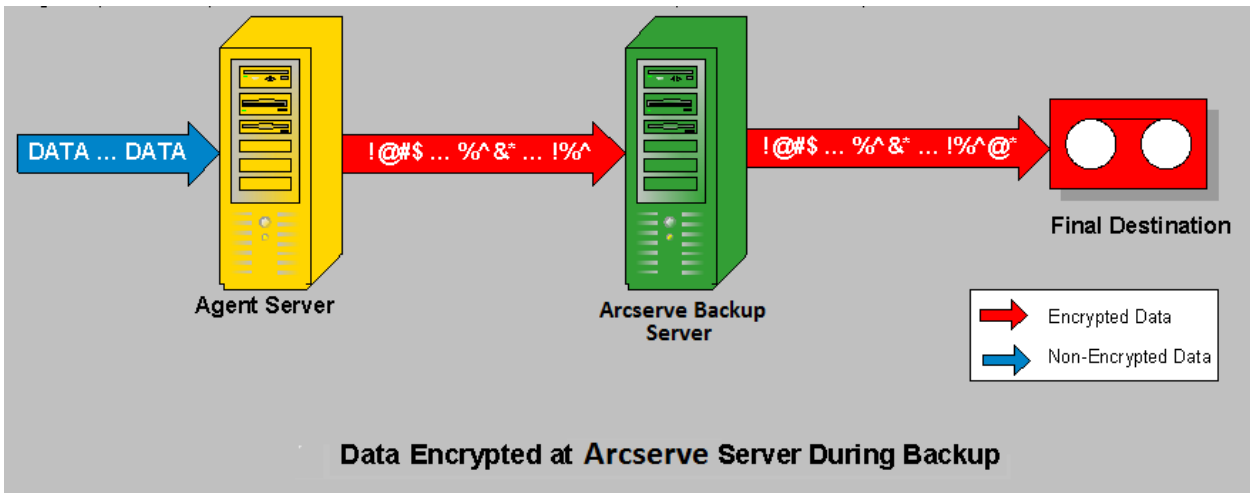 DATA ... DATA
!@#$ ... %^&* ... !%^
!@#$ ... %^&* ... !%^@*
Final Destination
Agent Server
Arcserve Backup
Server
Encrypted Data
Non-Encrypted Data
Data Encrypted at Arcserve Server During Backup